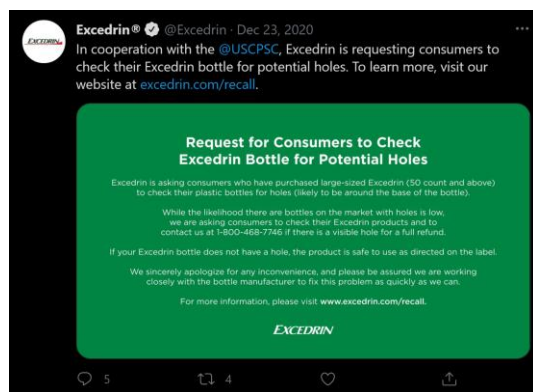 Excedrin® @Excedrin · Dec 23, 2020
In cooperation with the @USCPSC, Excedrin is requesting consumers to
check their Excedrin bottle for potential holes. To learn more, visit our
website at excedrin.com/recall.
EXCEDRIN
Request for Consumers to Check
Excedrin Bottle for Potential Holes
Excedrin is asking consumers who have purchased large-sized Excedrin (50 count and above)
to check their plastic bottles for holes (likely to be around the base of the bottle).
While the likelihood there are bottles on the market with holes is low,
we are asking consumers to check their Excedrin products and to
contact us at 1-800-468-7746 if there is a visible hole for a full refund.
If your Excedrin bottle does not have a hole, the product is safe to use as directed on the label.
We sincerely apologize for any inconvenience, and please be assured we are working
closely with the bottle manufacturer to fix this problem as quickly as we can.
For more information, please visit www.excedrin.com/recall.
EXCEDRIN
5 4